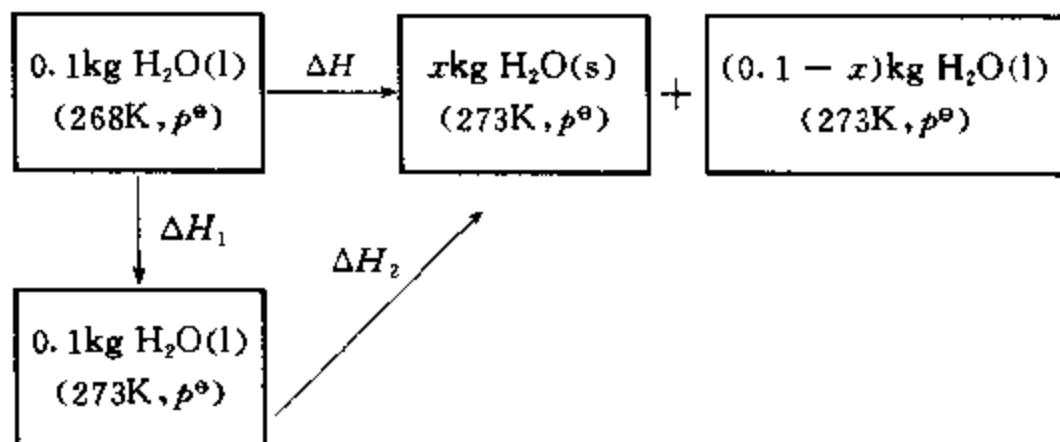 0.1kg H₂O(l)
(268K, p⊖)
ΔH
xkg H₂O(s)
(273K, p⊖)
+
(0.1 − x)kg H₂O(l)
(273K, p⊖)
ΔH₁
ΔH₂
0.1kg H₂O(l)
(273K, p⊖)